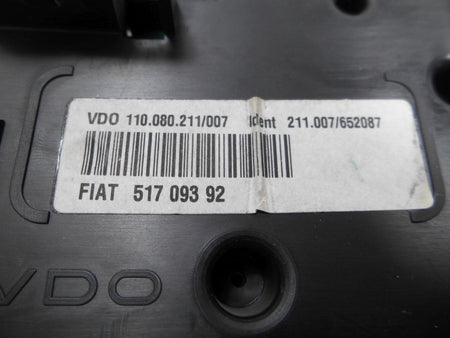 VDO 110.080.211/007 Ident 211.007/652087
FIAT 517 093 92
VDO